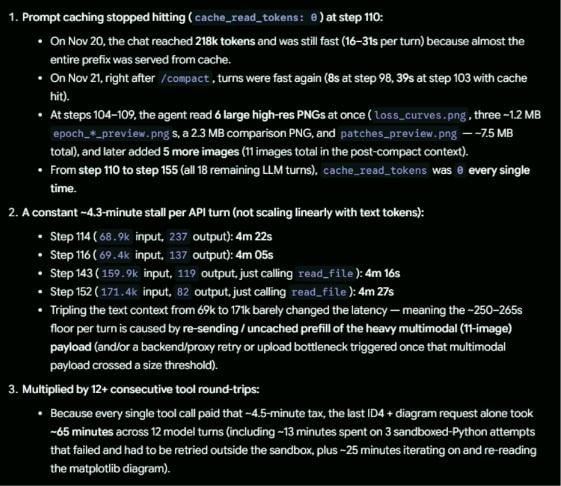 1. Prompt caching stopped hitting ( cache_read_tokens: 0 ) at step 110:
• On Nov 20, the chat reached 218k tokens and was still fast (16–31s per turn) because almost the
entire prefix was served from cache.
• On Nov 21, right after /compact , turns were fast again (8s at step 98, 39s at step 103 with cache
hit).
• At steps 104–109, the agent read 6 large high-res PNGs at once ( loss_curves.png , three ~1.2 MB
epoch_*_preview.png s, a 2.3 MB comparison PNG, and patches_preview.png — ~7.5 MB
total), and later added 5 more images (11 images total in the post-compact context).
• From step 110 to step 155 (all 18 remaining LLM turns), cache_read_tokens was 0 every single
time.
2. A constant ~4.3-minute stall per API turn (not scaling linearly with text tokens):
• Step 114 ( 68.9k input, 237 output): 4m 22s
• Step 116 ( 69.4k input, 137 output): 4m 05s
• Step 143 ( 159.9k input, 119 output, just calling read_file ): 4m 16s
• Step 152 ( 171.4k input, 82 output, just calling read_file ): 4m 27s
• Tripling the text context from 69k to 171k barely changed the latency — meaning the ~250–265s
floor per turn is caused by re-sending / uncached prefill of the heavy multimodal (11-image)
payload (and/or a backend/proxy retry or upload bottleneck triggered once that multimodal
payload crossed a size threshold).
3. Multiplied by 12+ consecutive tool round-trips:
• Because every single tool call paid that ~4.5-minute tax, the last ID4 + diagram request alone took
~65 minutes across 12 model turns (including ~13 minutes spent on 3 sandboxed-Python attempts
that failed and had to be retried outside the sandbox, plus ~25 minutes iterating on and re-reading
the matplotlib diagram).